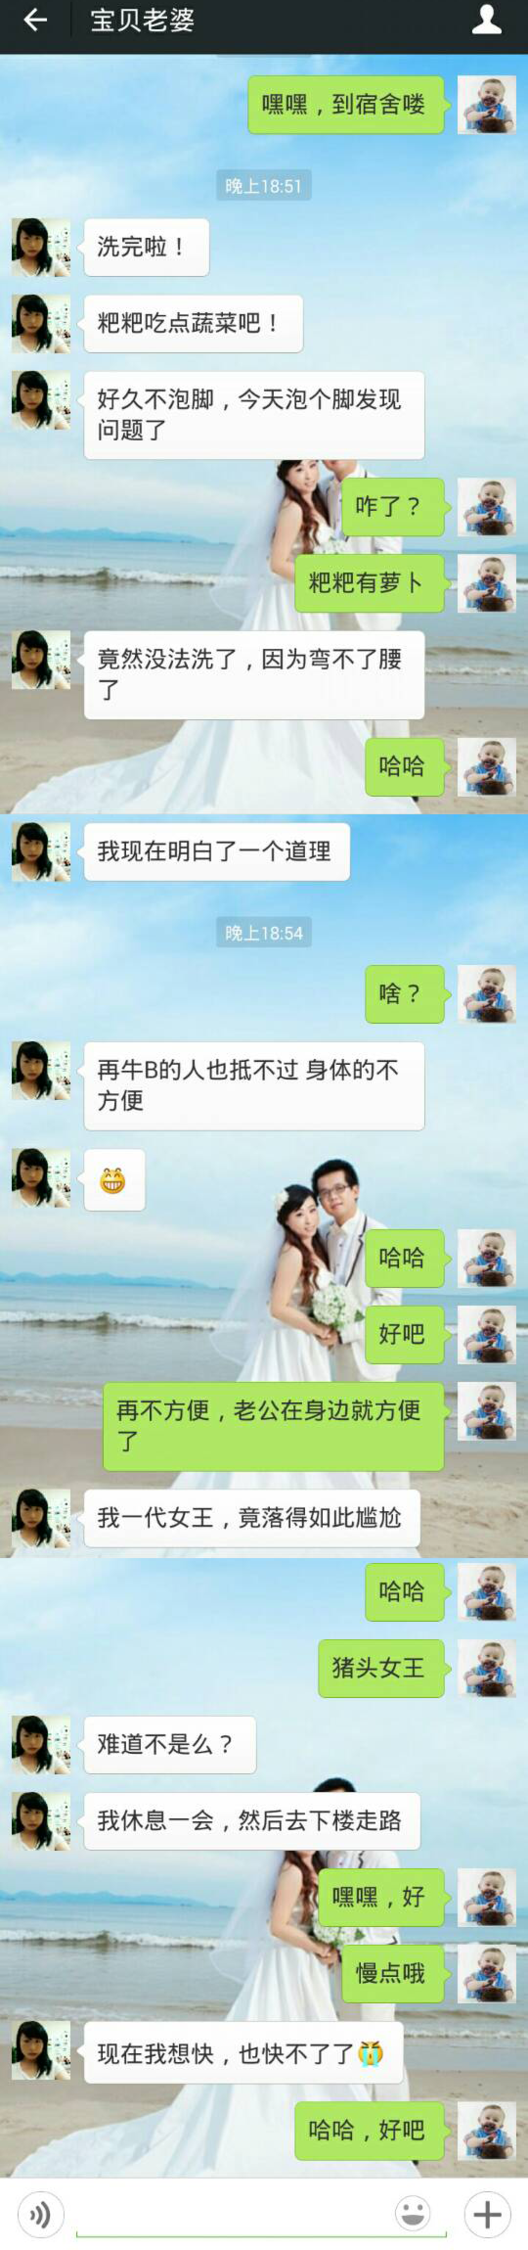 宝贝老婆
嘿嘿，到宿舍喽
晚上18:51
洗完啦！
粑粑吃点蔬菜吧！
好久不泡脚，今天泡个脚发现
问题了
咋了？
粑粑有萝卜
竟然没法洗了，因为弯不了腰
了
哈哈
我现在明白了一个道理
晚上18:54
啥？
再牛B的人也抵不过 身体的不
方便
哈哈
好吧
再不方便，老公在身边就方便
了
我一代女王，竟落得如此尴尬
哈哈
猪头女王
难道不是么？
我休息一会，然后去下楼走路
嘿嘿，好
慢点哦
现在我想快，也快不了了
哈哈，好吧